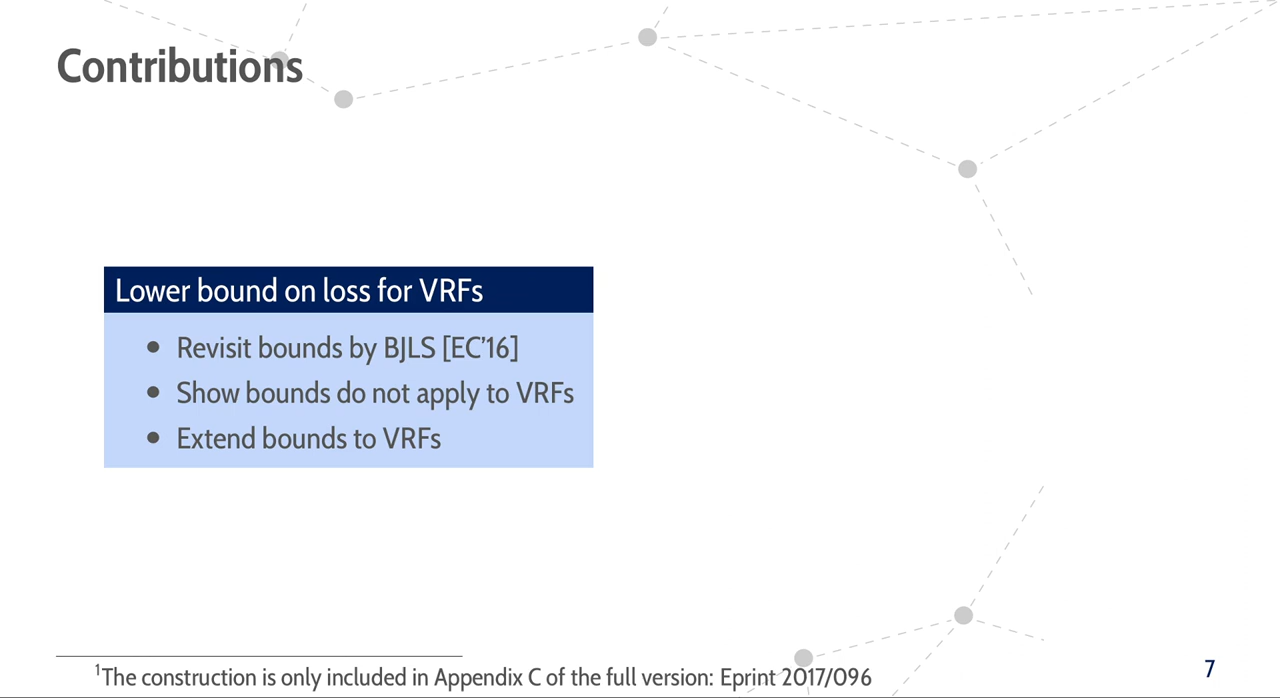 Contributions
Lower bound on loss for VRFs
• Revisit bounds by BJLS [EC’16]
• Show bounds do not apply to VRFs
• Extend bounds to VRFs
¹The construction is only included in Appendix C of the full version: Eprint 2017/096
7